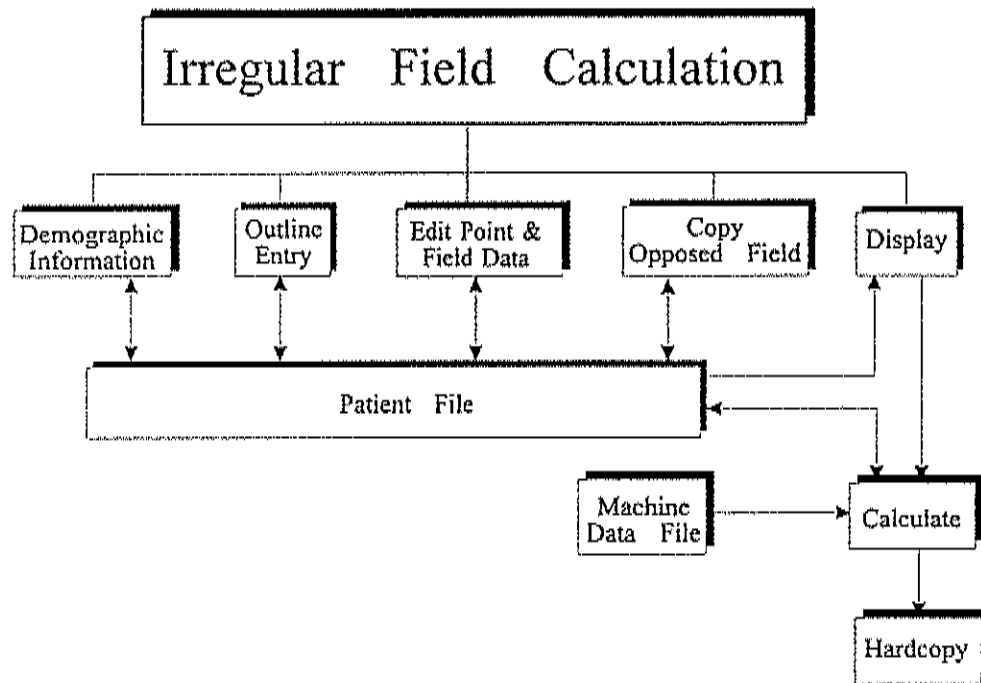 Irregular Field Calculation
Demographic
Information
Outline
Entry
Edit Point &
Field Data
Copy
Opposed Field
Display
Patient File
Machine
Data File
Calculate
Hardcopy